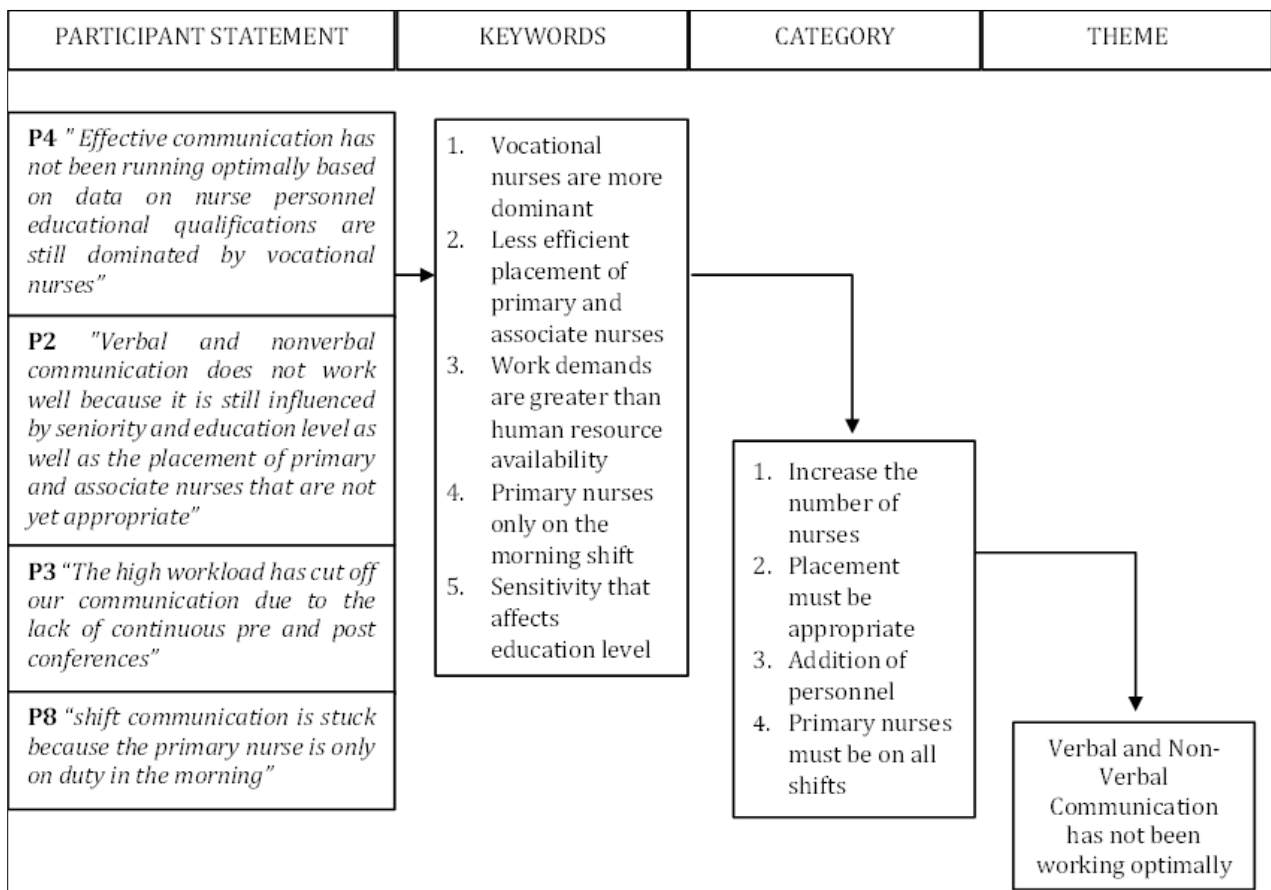 PARTICIPANT STATEMENT
KEYWORDS
CATEGORY
THEME
P4 " Effective communication has
not been running optimally based
on data on nurse personnel
educational qualifications are
still dominated by vocational
nurses"
P2 "Verbal and nonverbal
communication does not work
well because it is still influenced
by seniority and education level as
well as the placement of primary
and associate nurses that are not
yet appropriate"
P3 “The high workload has cut off
our communication due to the
lack of continuous pre and post
conferences”
P8 “shift communication is stuck
because the primary nurse is only
on duty in the morning”
1. Vocational
nurses are more
dominant
2. Less efficient
placement of
primary and
associate nurses
3. Work demands
are greater than
human resource
availability
4. Primary nurses
only on the
morning shift
5. Sensitivity that
affects
education level
1. Increase the
number of
nurses
2. Placement
must be
appropriate
3. Addition of
personnel
4. Primary nurses
must be on all
shifts
Verbal and Non-
Verbal
Communication
has not been
working optimally